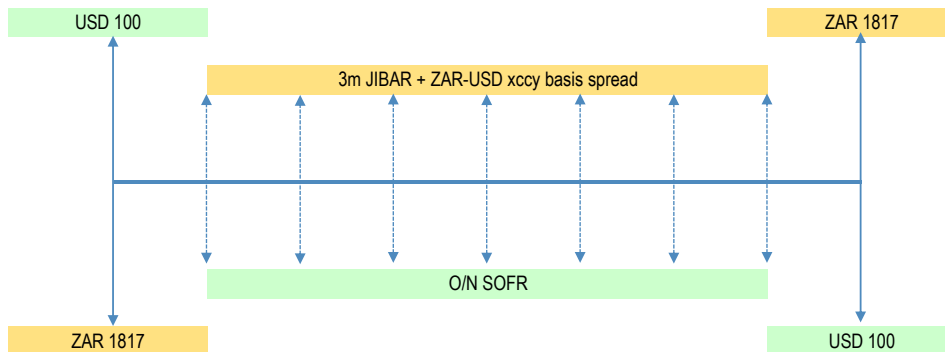 USD 100
ZAR 1817
3m JIBAR + ZAR-USD xccy basis spread
O/N SOFR
ZAR 1817
USD 100